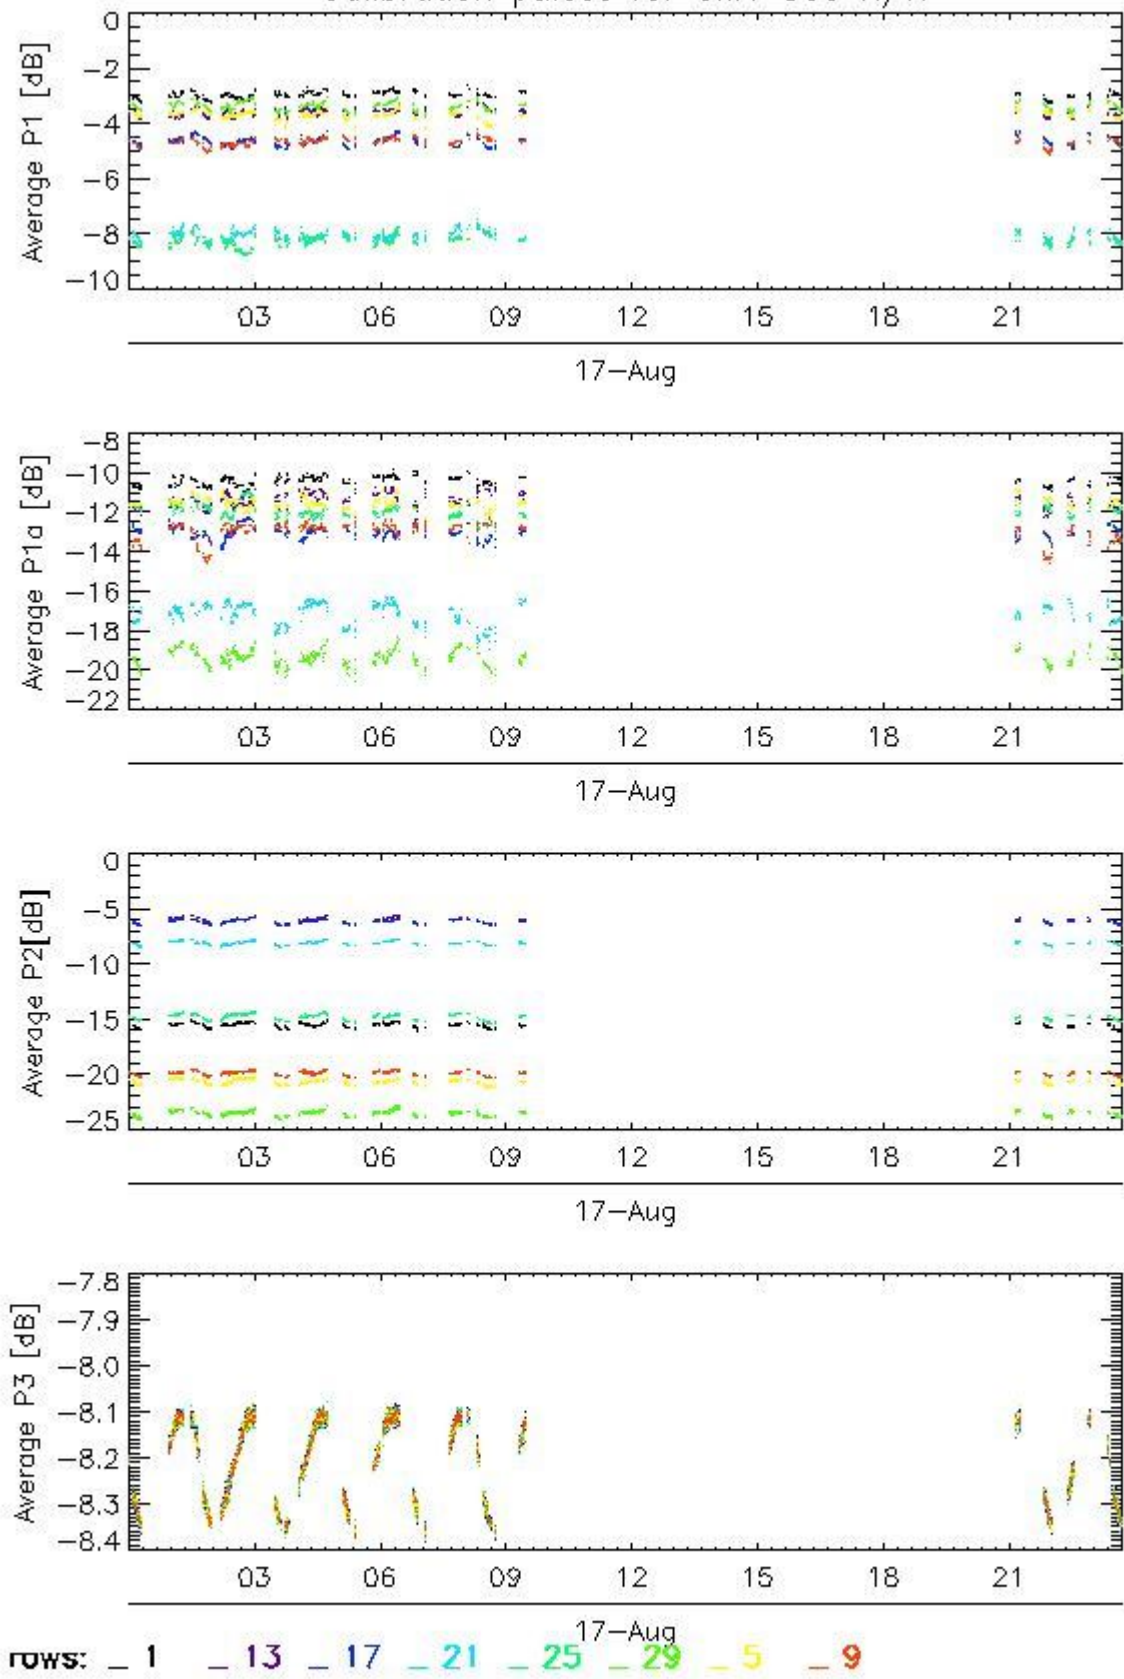 0
-2
-4
-6
-8
-10
Average P1 [dB]
03 06 09 12 15 18 21
17-Aug
-8
-10
-12
-14
-16
-18
-20
-22
Average P1a [dB]
03 06 09 12 15 18 21
17-Aug
0
-5
-10
-15
-20
-25
Average P2[dB]
03 06 09 12 15 18 21
17-Aug
-7.8
-7.9
-8.0
-8.1
-8.2
-8.3
-8.4
Average P3 [dB]
03 06 09 12 15 18 21
17-Aug
rows: _ 1 _ 13 _ 17 _ 21 _ 25 _ 29 _ 5 _ 9